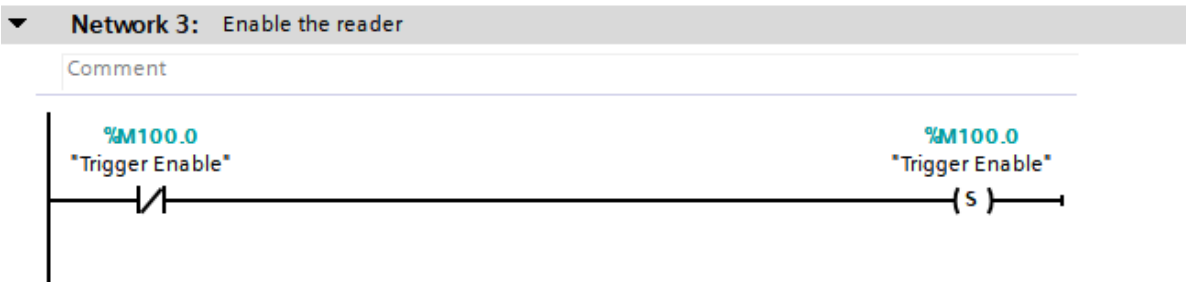 Network 3: Enable the reader
Comment
%M100.0 %M100.0
"Trigger Enable" "Trigger Enable"
S